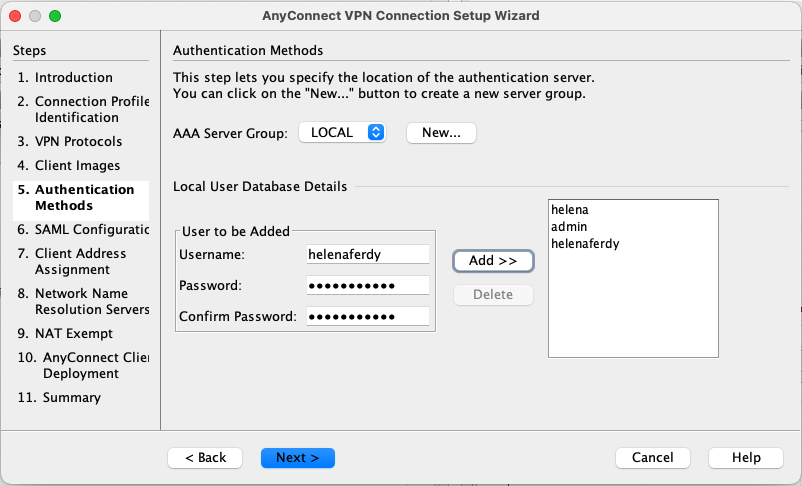 AnyConnect VPN Connection Setup Wizard
Steps
1. Introduction
2. Connection Profile
Identification
3. VPN Protocols
4. Client Images
5. Authentication
Methods
6. SAML Configuratio
7. Client Address
Assignment
8. Network Name
Resolution Servers
9. NAT Exempt
10. AnyConnect Clie
Deployment
11. Summary
Authentication Methods
This step lets you specify the location of the authentication server.
You can click on the "New..." button to create a new server group.
AAA Server Group: LOCAL New...
Local User Database Details
User to be Added
Username: helenaferdy
Password: ●●●●●●●●●●●
Confirm Password: ●●●●●●●●●●●
Add >>
Delete
helena
admin
helenaferdy
< Back Next > Cancel Help